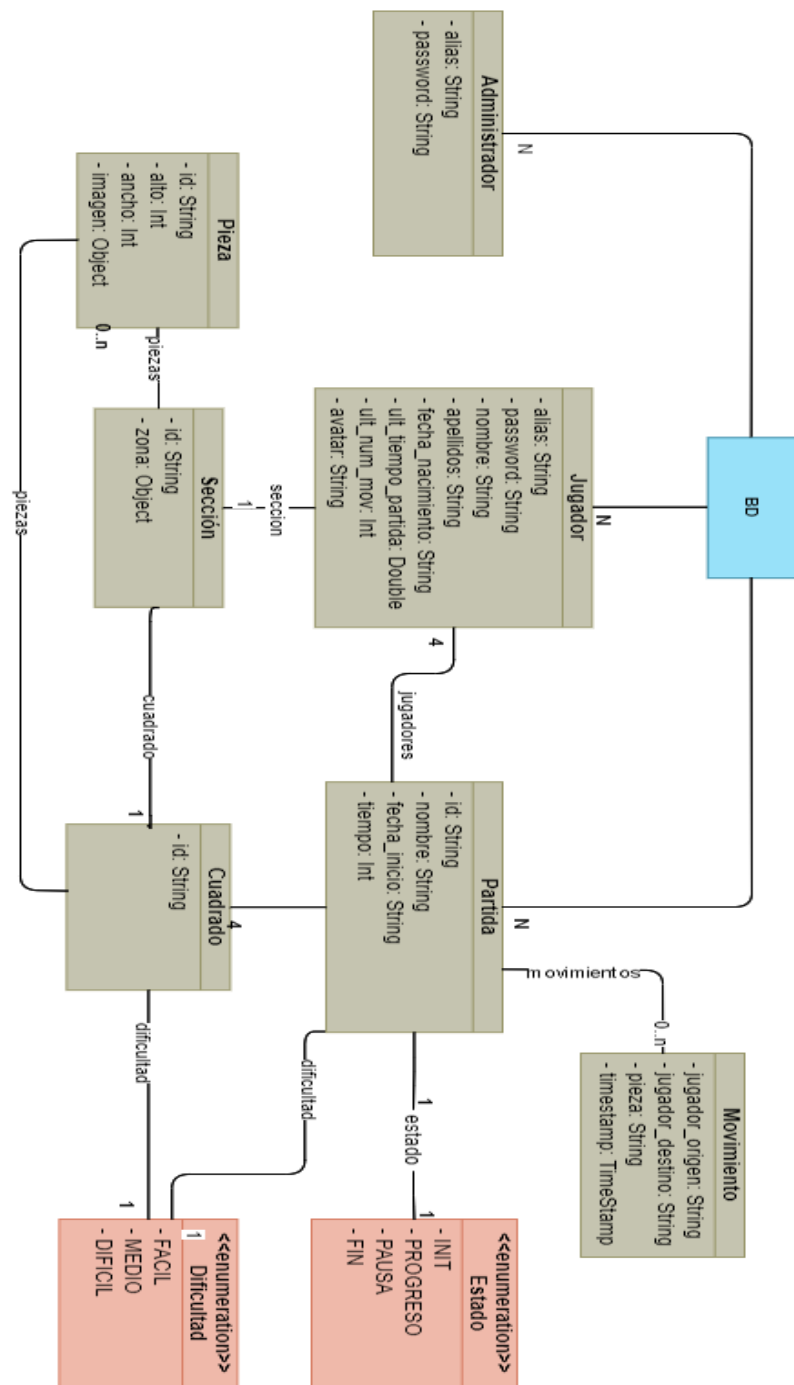 BD
N
N
N
Administrador
- alias: String
- password: String
Jugador
- alias: String
- password: String
- nombre: String
- apellidos: String
- fecha_nacimiento: String
- ult_tiempo_partida: Double
- ult_num_mov: Int
- avatar: String
4
jugadores
seccion
1
Partida
- id: String
- nombre: String
- fecha_inicio: String
- tiempo: Int
movimientos
0..n
Movimiento
- jugador_origen: String
- jugador_destino: String
- pieza: String
- timestamp: TimeStamp
1
estado
1
<<enumeration>>
Estado
- INIT
- PROGRESO
- PAUSA
- FIN
Pieza
- id: String
- alto: Int
- ancho: Int
- imagen: Object
0..n
piezas
Sección
- id: String
- zona: Object
cuadrado
1
Cuadrado
- id: String
4
piezas
dificultad
dificultad
1
1
<<enumeration>>
Dificultad
- FACIL
- MEDIO
- DIFICIL